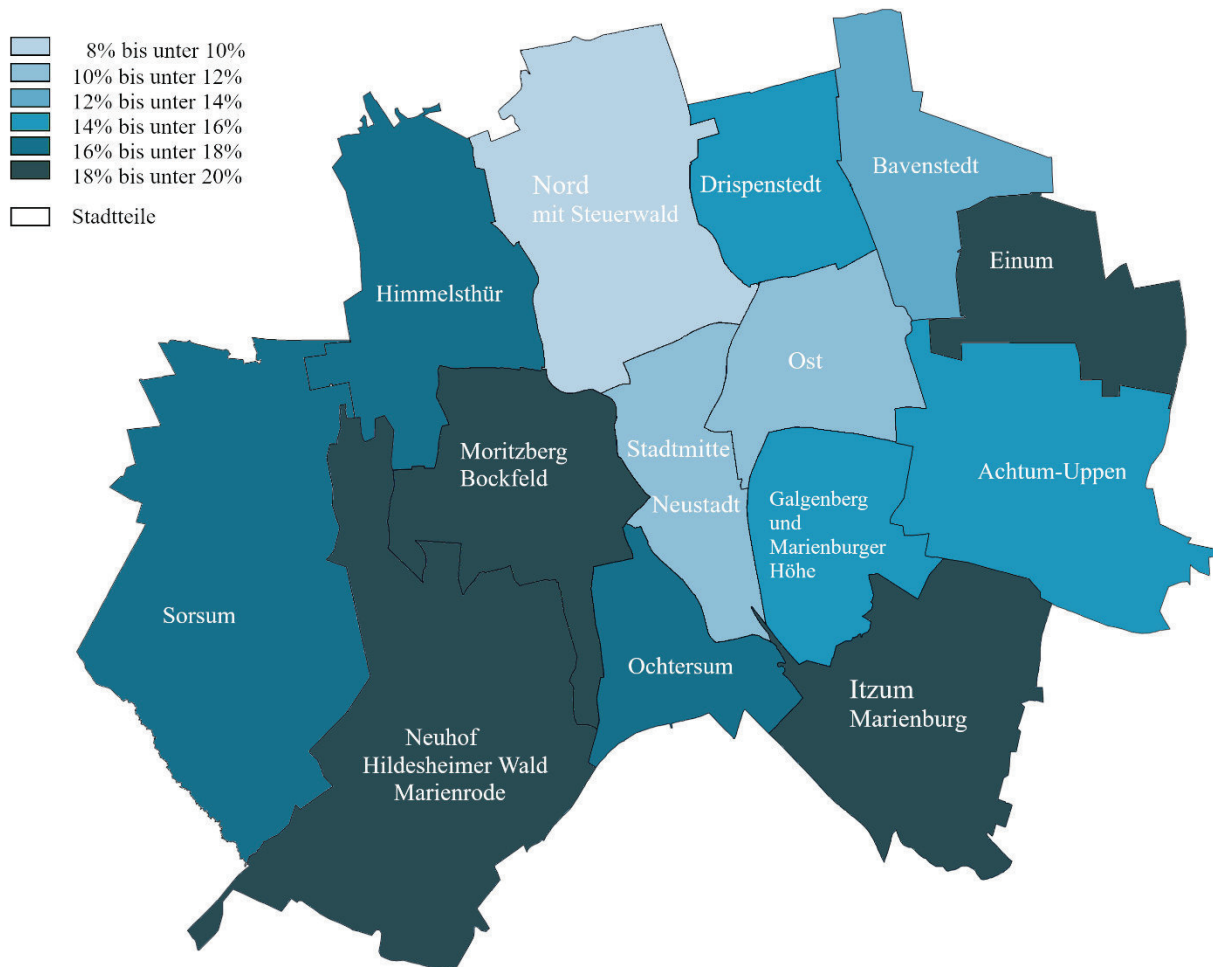 8% bis unter 10%
10% bis unter 12%
12% bis unter 14%
14% bis unter 16%
16% bis unter 18%
18% bis unter 20%
Stadtteile
Nord
mit Steuerwald
Drispenstedt
Bavenstedt
Einum
Himmelsthür
Ost
Moritzberg
Bockfeld
Stadtmitte
Neustadt
Galgenberg
und
Marienburger
Höhe
Achtum-Uppen
Sorsum
Ochtersum
Itzum
Marienburg
Neuhof
Hildesheimer Wald
Marienrode